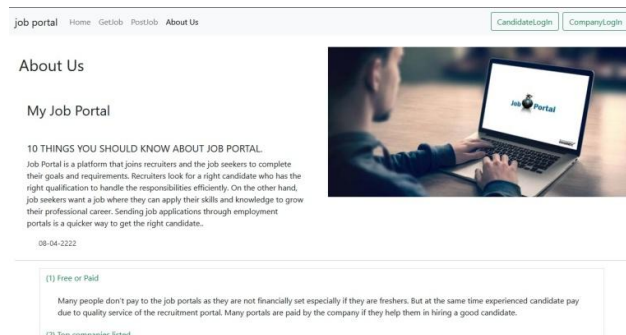 job portal Home GetJob PostJob About Us CandidateLogIn CompanyLogIn
About Us
My Job Portal
10 THINGS YOU SHOULD KNOW ABOUT JOB PORTAL.
Job Portal is a platform that joins recruiters and the job seekers to complete
their goals and requirements. Recruiters look for a right candidate who has the
right qualification to handle the responsibilities efficiently. On the other hand,
job seekers want a job where they can apply their skills and knowledge to grow
their professional career. Sending job applications through employment
portals is a quicker way to get the right candidate..
08-04-2222
Job Portal
(1) Free or Paid
Many people don't pay to the job portals as they are not financially set especially if they are freshers. But at the same time experienced candidate pay
due to quality service of the recruitment portal. Many portals are paid by the company if they help them in hiring a good candidate.
(2) Top companies listed